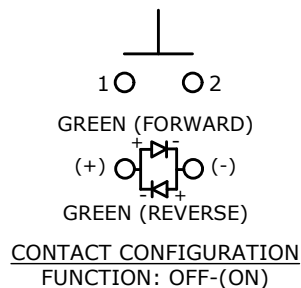 1 2
GREEN (FORWARD)
+ -
(+) (-)
- +
GREEN (REVERSE)
CONTACT CONFIGURATION
FUNCTION: OFF-(ON)